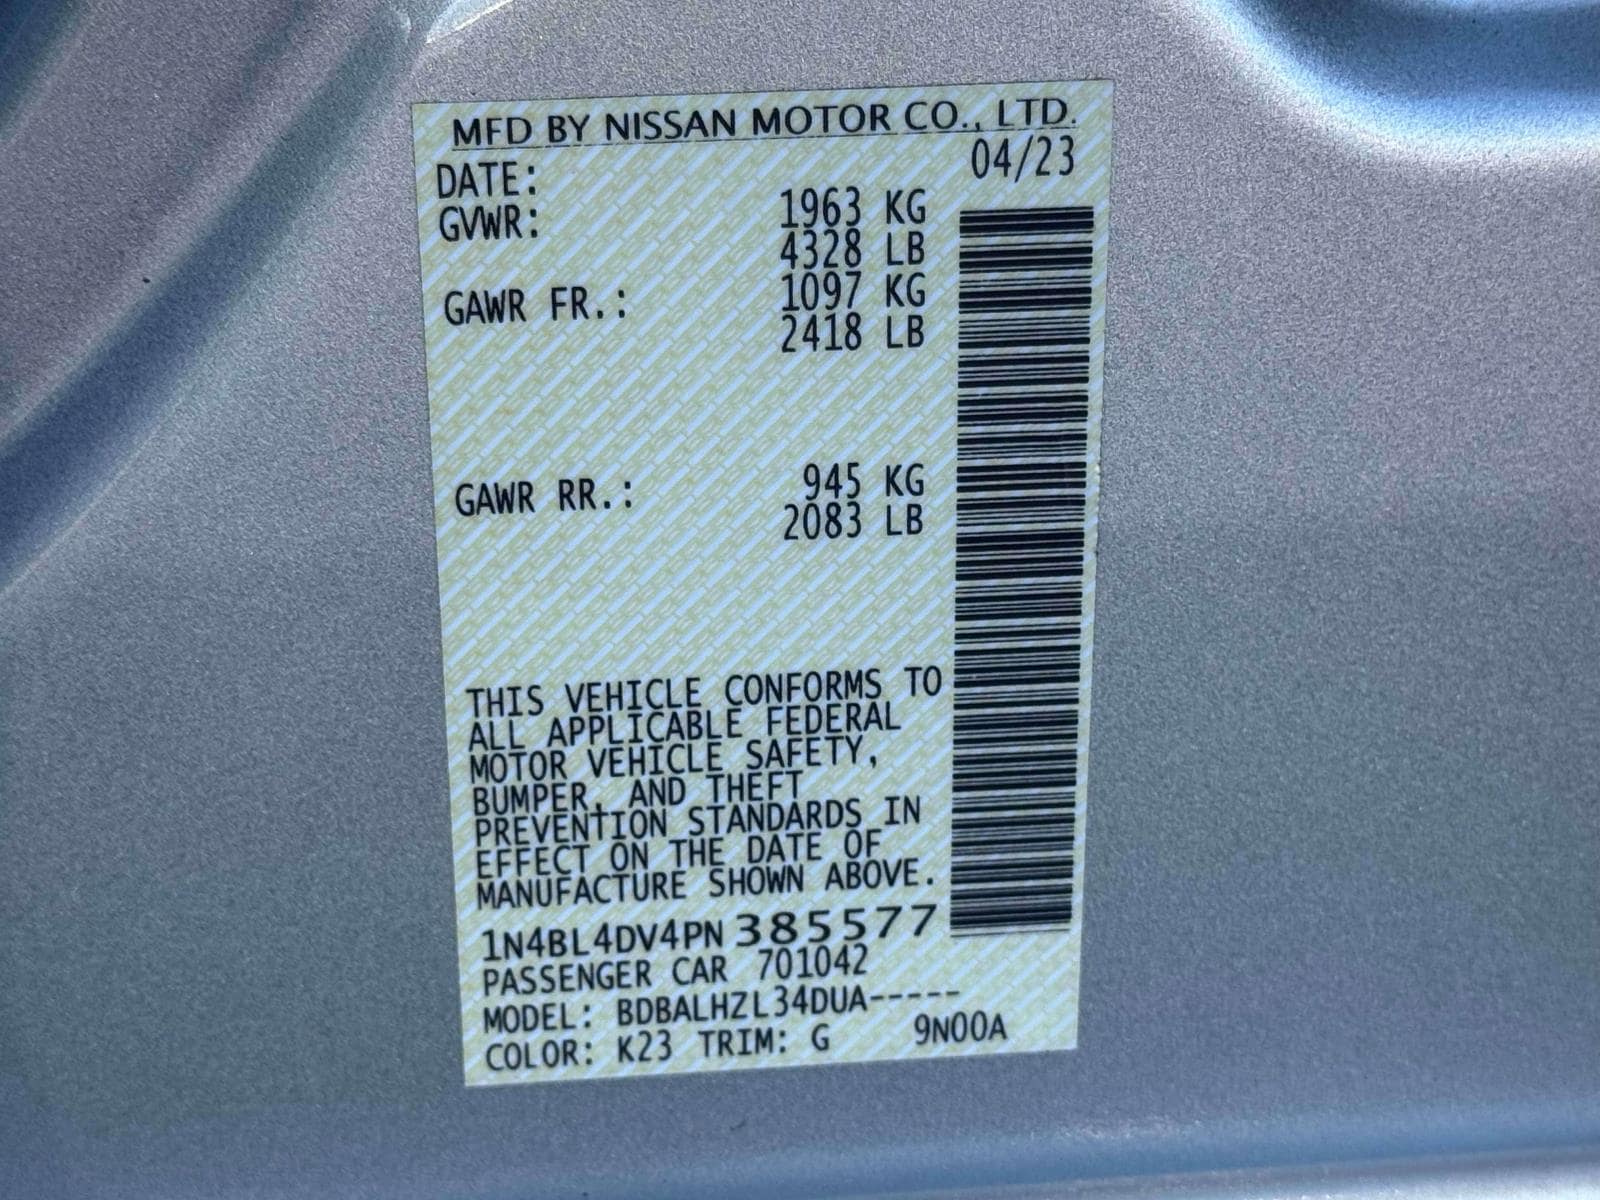 MFD BY NISSAN MOTOR CO., LTD.
DATE: 04/23
GVWR: 1963 KG
4328 LB
GAWR FR.: 1097 KG
2418 LB
GAWR RR.: 945 KG
2083 LB
THIS VEHICLE CONFORMS TO
ALL APPLICABLE FEDERAL
MOTOR VEHICLE SAFETY,
BUMPER, AND THEFT
PREVENTION STANDARDS IN
EFFECT ON THE DATE OF
MANUFACTURE SHOWN ABOVE.
1N4BL4DV4PN 385577
PASSENGER CAR 701042
MODEL: BDBALHZL34DUA-----
COLOR: K23 TRIM: G 9N00A